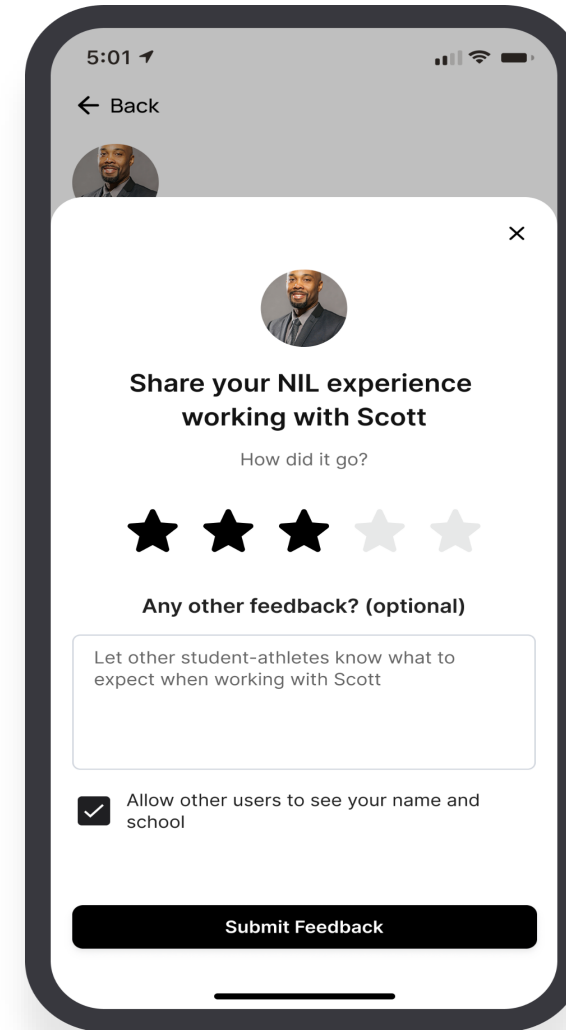 5:01
Back
Share your NIL experience
working with Scott
How did it go?
Any other feedback? (optional)
Let other student-athletes know what to
expect when working with Scott
Allow other users to see your name and
school
Submit Feedback